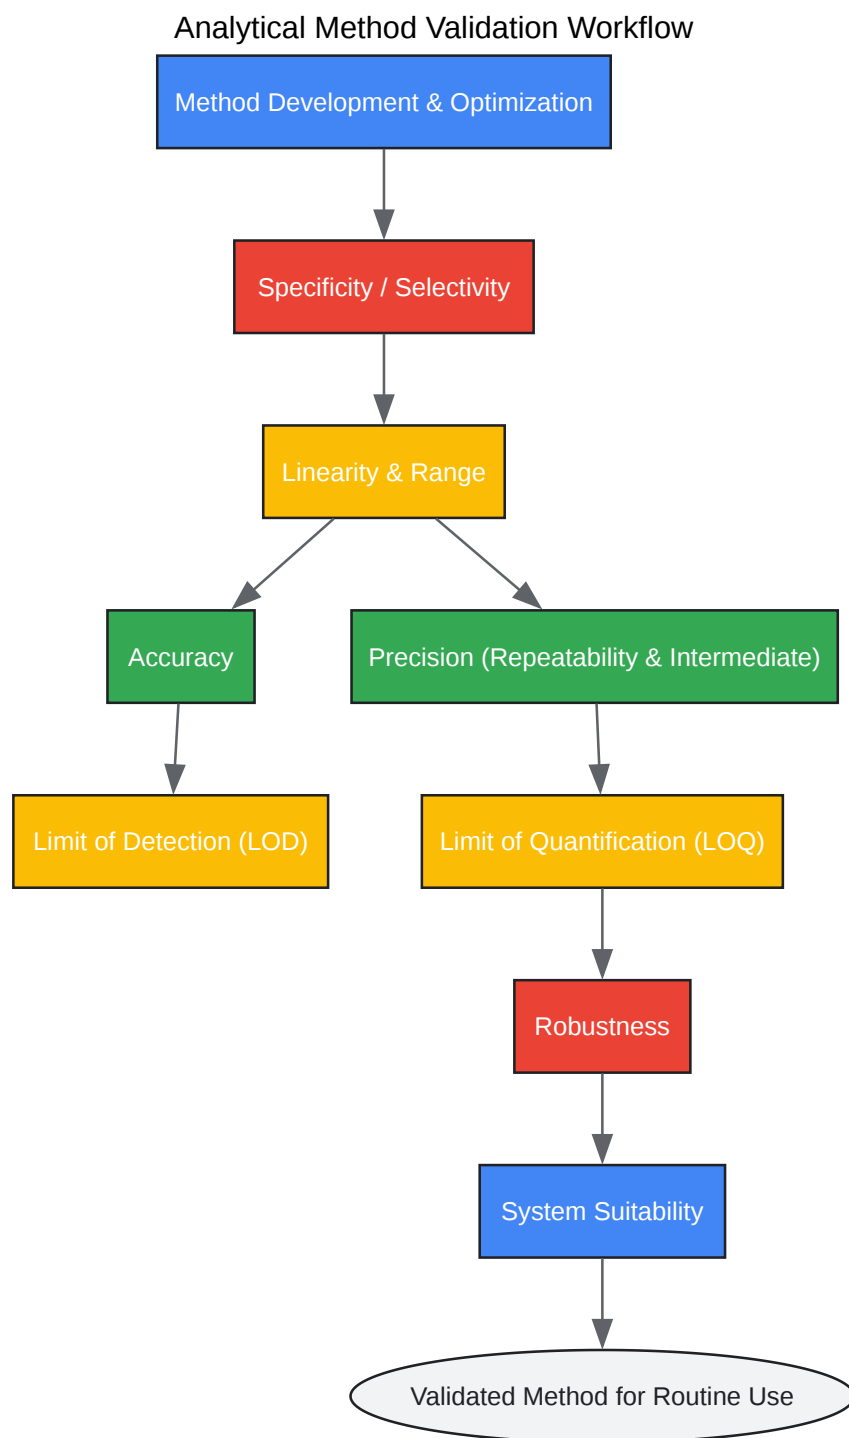 Analytical Method Validation Workflow
Method Development & Optimization
Specificity / Selectivity
Linearity & Range
Accuracy
Precision (Repeatability & Intermediate)
Limit of Detection (LOD)
Limit of Quantification (LOQ)
Robustness
System Suitability
Validated Method for Routine Use